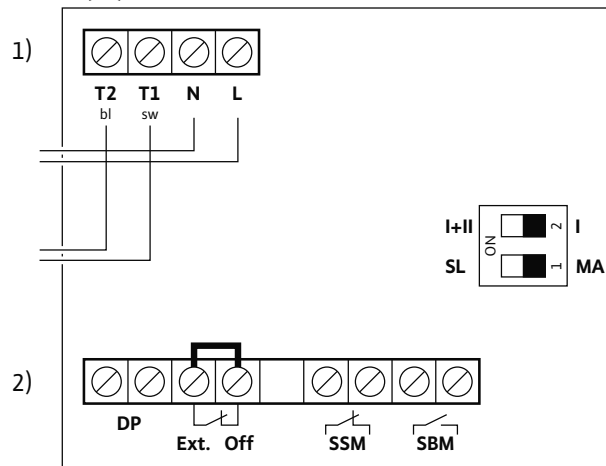 1)
T2 T1 N L
bl sw
I+II ON 2 I
SL 1 MA
2)
DP
Ext. Off SSM SBM